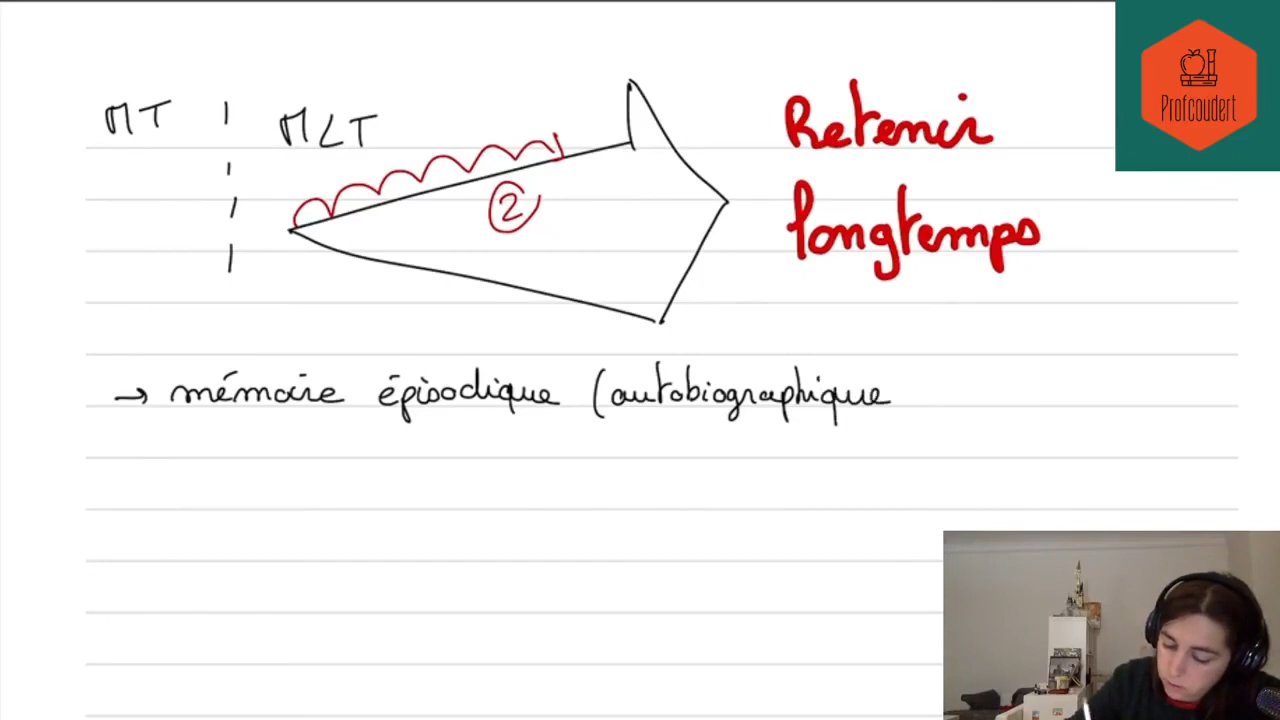 MT
MLT
2
Retenir
longtemps
→ mémoire épisodique (autobiographique
Profcoudert